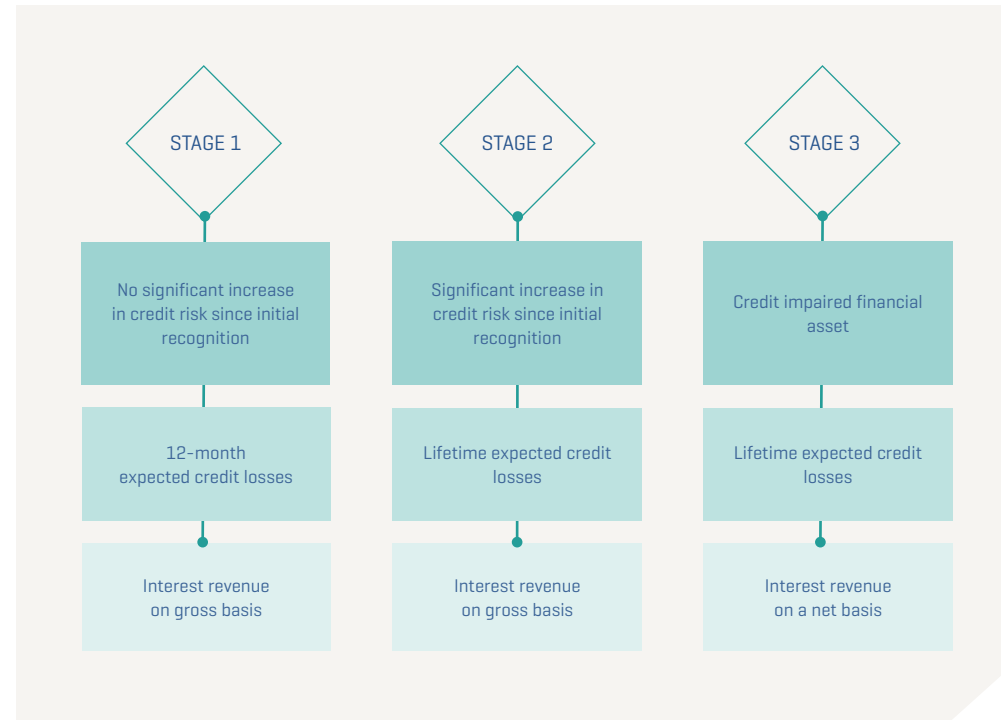 STAGE 1
No significant increase
in credit risk since initial
recognition
12-month
expected credit losses
Interest revenue
on gross basis
STAGE 2
Significant increase in
credit risk since initial
recognition
Lifetime expected credit
losses
Interest revenue
on gross basis
STAGE 3
Credit impaired financial
asset
Lifetime expected credit
losses
Interest revenue
on a net basis